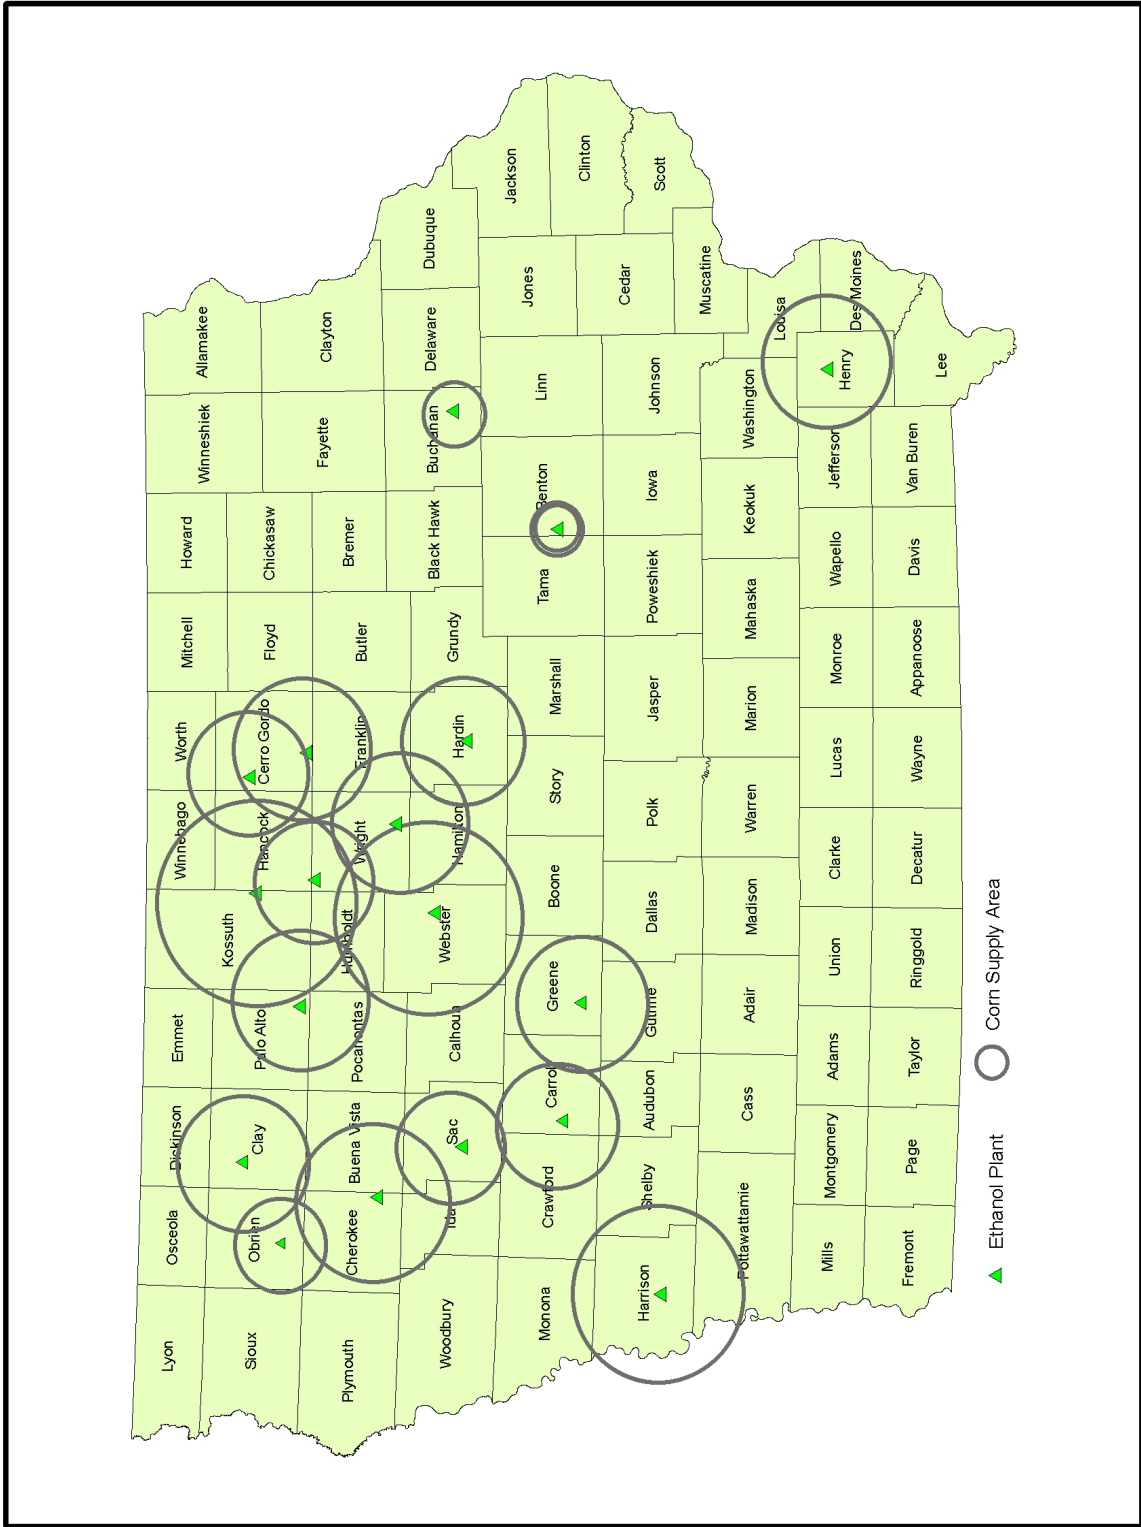 Lyon
Osceola
Dickinson
Emmet
Kossuth
Winnebago
Worth
Mitchell
Howard
Winneshiek
Allamakee
Sioux
Obrien
Clay
Palo Alto
Hancock
Cerro Gordo
Floyd
Chickasaw
Plymouth
Cherokee
Buena Vista
Pocahontas
Humboldt
Wright
Franklin
Butler
Bremer
Fayette
Clayton
Woodbury
Ida
Sac
Calhoun
Webster
Hamilton
Hardin
Grundy
Black Hawk
Buchanan
Delaware
Dubuque
Monona
Crawford
Carroll
Greene
Boone
Story
Marshall
Tama
Benton
Linn
Jones
Jackson
Clinton
Harrison
Shelby
Audubon
Guthrie
Dallas
Polk
Jasper
Poweshiek
Iowa
Johnson
Cedar
Scott
Muscatine
Pottawattamie
Cass
Adair
Madison
Warren
Marion
Mahaska
Keokuk
Washington
Louisa
Mills
Montgomery
Adams
Union
Clarke
Lucas
Monroe
Wapello
Jefferson
Henry
Des Moines
Fremont
Page
Taylor
Ringgold
Decatur
Wayne
Appanoose
Davis
Van Buren
Lee
Ethanol Plant
Corn Supply Area